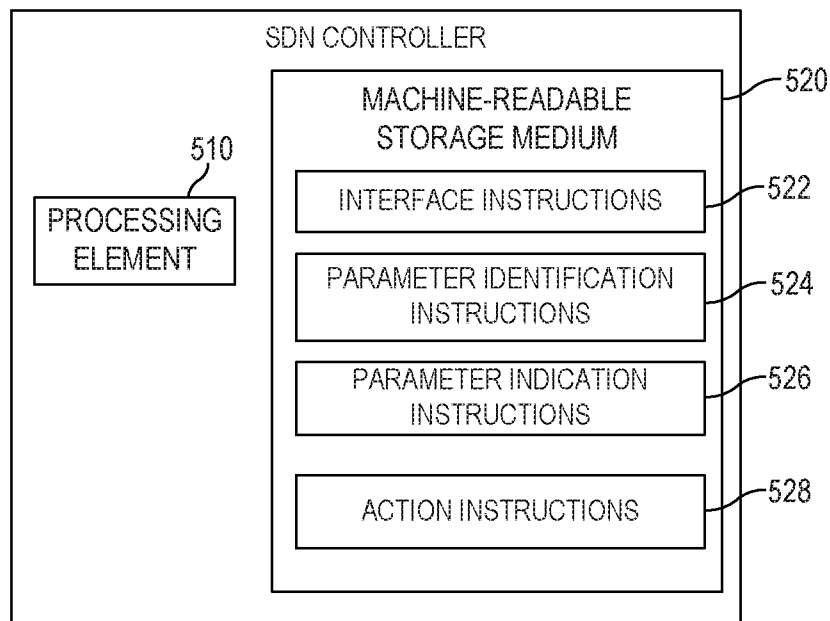 SDN CONTROLLER
MACHINE-READABLE
STORAGE MEDIUM
520
510
PROCESSING
ELEMENT
INTERFACE INSTRUCTIONS
522
PARAMETER IDENTIFICATION
INSTRUCTIONS
524
PARAMETER INDICATION
INSTRUCTIONS
526
ACTION INSTRUCTIONS
528